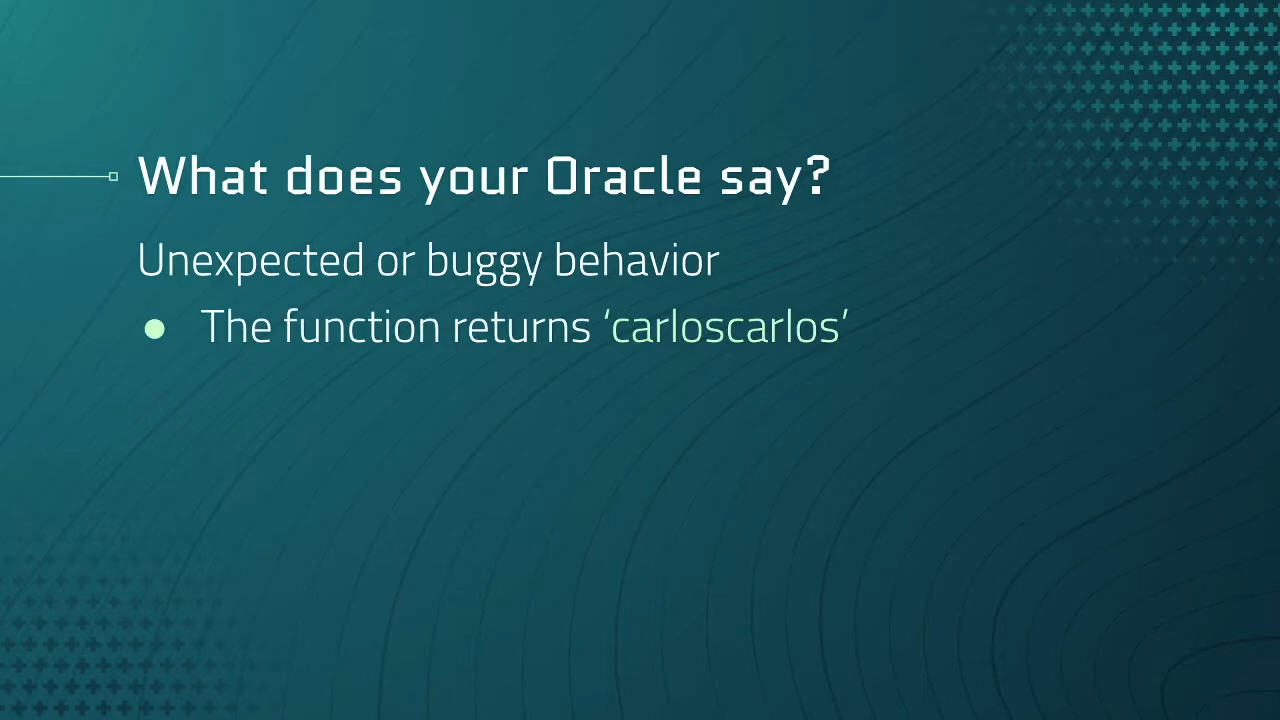 What does your Oracle say?
Unexpected or buggy behavior
● The function returns ‘carloscarlos’